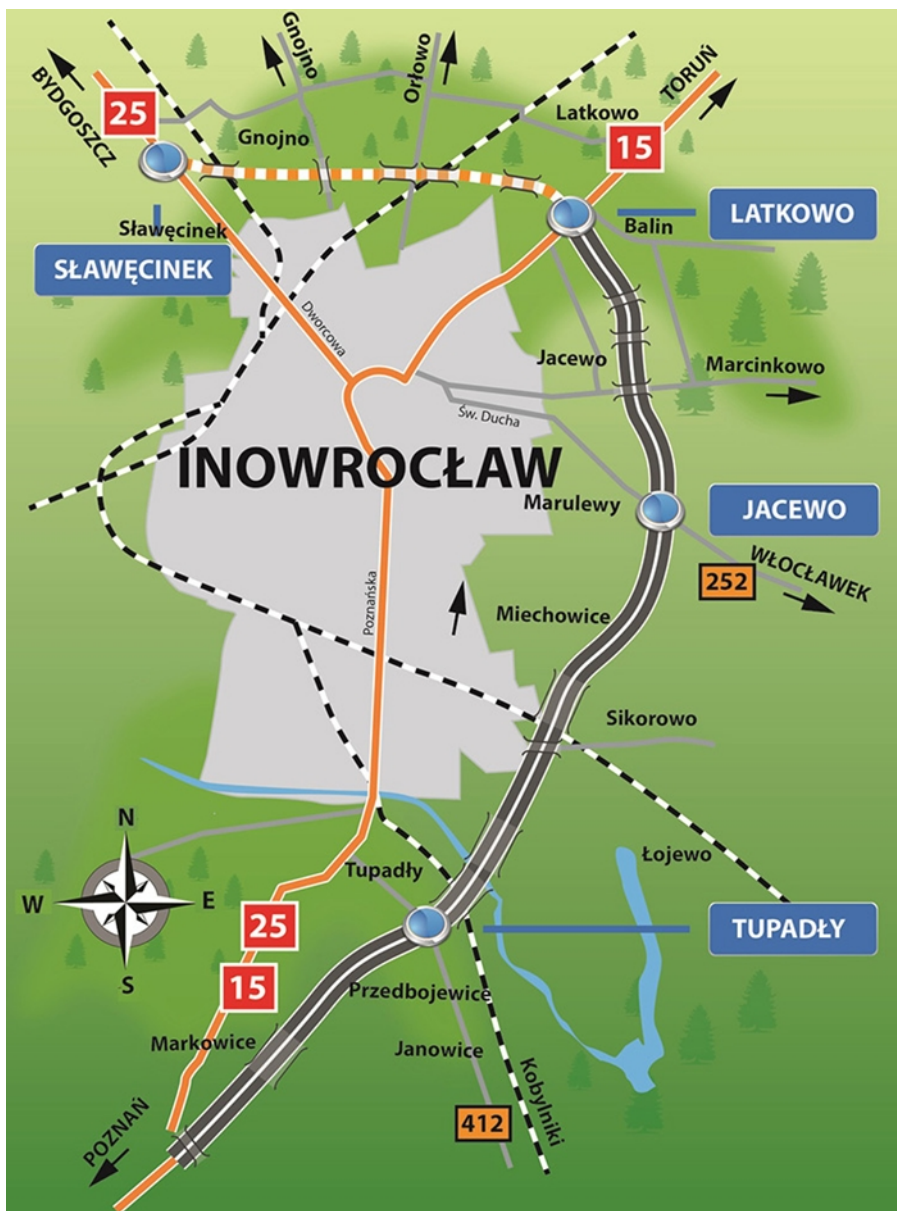 Gnojno
Orłowo
BYDGOSZCZ
25
TORUŃ
Latkowo
Gnojno
15
LATKOWO
Balin
Sławęcinek
SŁAWĘCINEK
Dworcowa
Jacewo
Marcinkowo
Św. Ducha
INOWROCŁAW
Marulewy
JACEWO
WŁOCŁAWEK
252
Poznańska
Miechowice
Sikorowo
N
Łojewo
Tupadły
W
E
25
TUPADŁY
S
15
Przedbojewice
Markowice
Janowice
Kobylniki
POZNAŃ
412